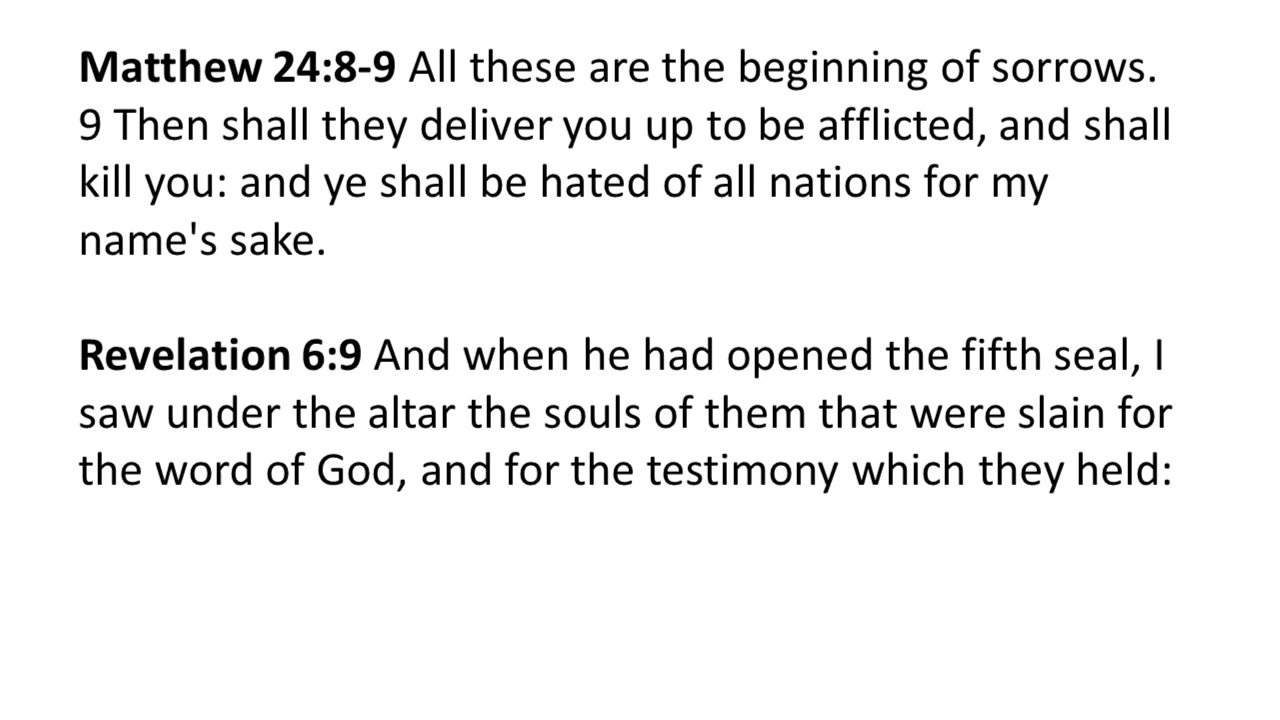 Matthew 24:8-9 All these are the beginning of sorrows.
9 Then shall they deliver you up to be afflicted, and shall
kill you: and ye shall be hated of all nations for my
name's sake.
Revelation 6:9 And when he had opened the fifth seal, I
saw under the altar the souls of them that were slain for
the word of God, and for the testimony which they held: